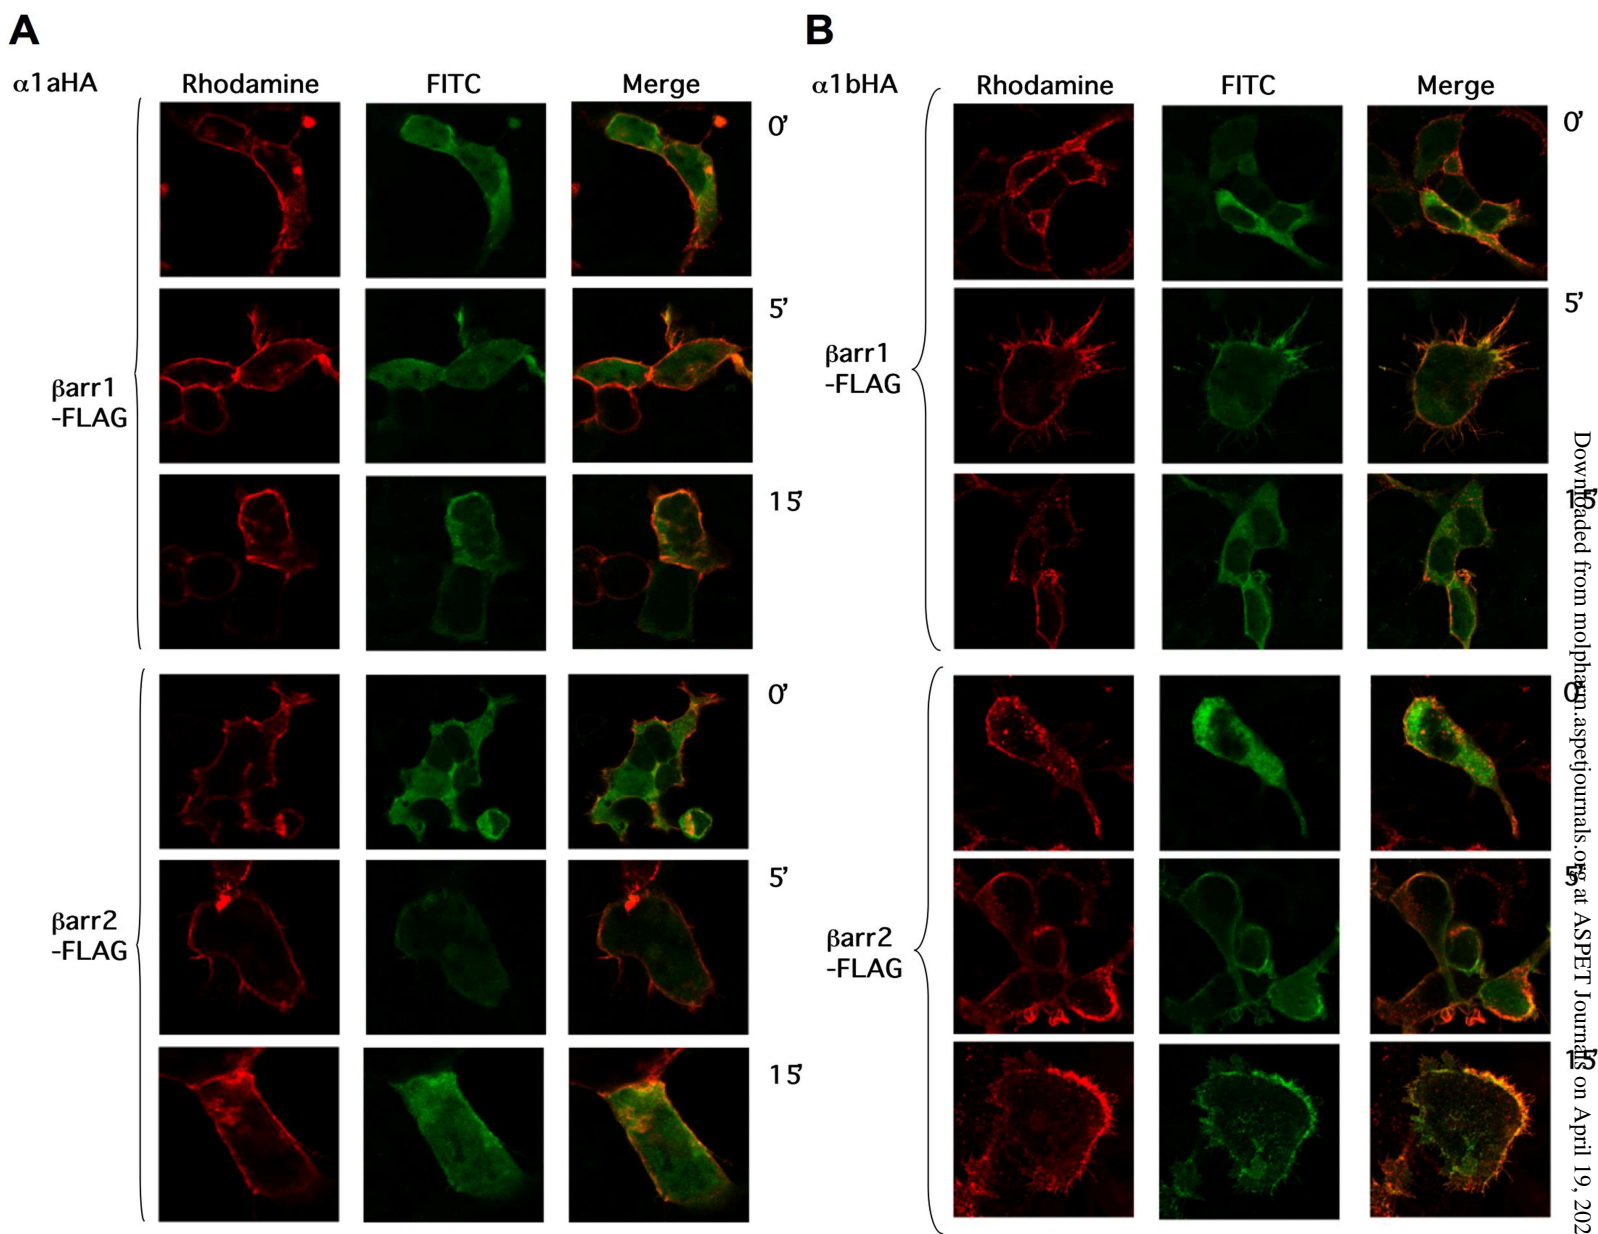 A
α1aHA
Rhodamine
FITC
Merge
0'
5'
βarr1
-FLAG
15'
0'
5'
βarr2
-FLAG
15'
B
α1bHA
Rhodamine
FITC
Merge
0'
5'
βarr1
-FLAG
15'
0'
5'
βarr2
-FLAG
15'
Downloaded from molpharm.aspetjournals.org at ASPET Journals on April 19, 202